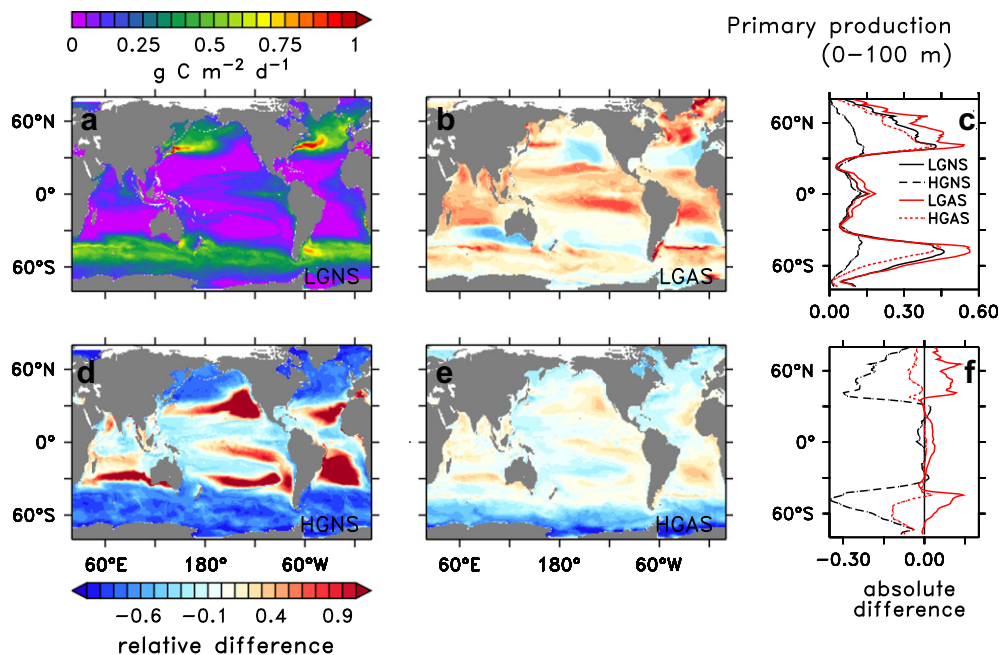 0 0.25 0.5 0.75 1
g C m⁻² d⁻¹
Primary production
(0−100 m)
60°N
0°
60°S
a
LGNS
b
LGAS
c
LGNS
HGNS
LGAS
HGAS
60°N
0°
60°S
0.00 0.30 0.60
60°N
0°
60°S
d
HGNS
e
HGAS
f
60°N
0°
60°S
60°E 180° 60°W
60°E 180° 60°W
−0.30 0.00
absolute
difference
−0.6 −0.1 0.4 0.9
relative difference